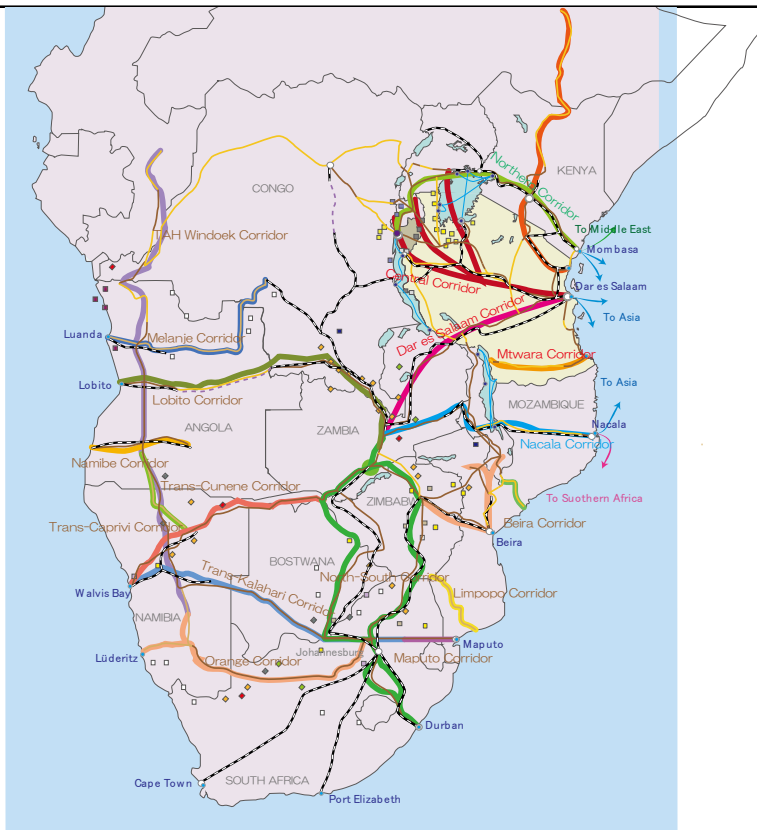 Northern Corridor
KENYA
CONGO
To Middle East
TAH Windoek Corridor
Mombasa
Central Corridor
Dar es Salaam
To Asia
Dar es Salaam Corridor
Luanda
Melanje Corridor
Mtwara Corridor
To Asia
Lobito
Lobito Corridor
MOZAMBIQUE
Nacala
ANGOLA
ZAMBIA
Nacala Corridor
Namibe Corridor
Trans-Cunene Corridor
To Suothern Africa
ZIMBABW
Trans-Caprivi Corridor
Beira Corridor
Beira
BOSTWANA
Trans-Kalahari Corridor
North-South Corridor
Walvis Bay
Limpopo Corridor
NAMIBIA
Johannesburg
Maputo
Lüderitz
Orange Corridor
Maputo Corridor
Durban
Cape Town
SOUTH AFRICA
Port Elizabeth